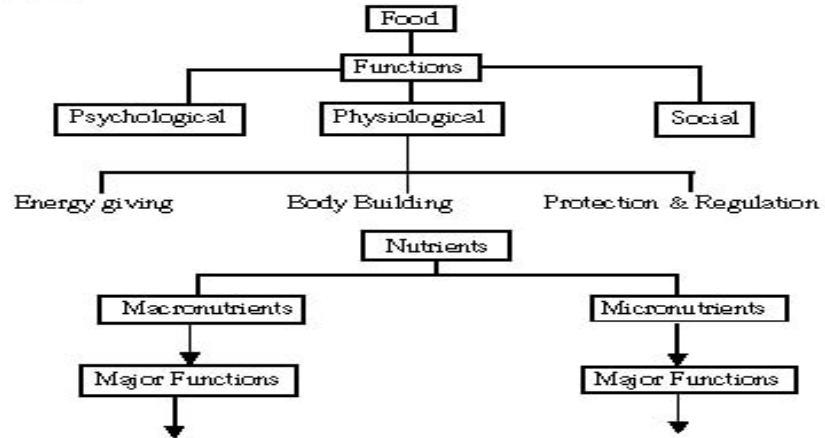 Food
Functions
Psychological Physiological Social
Energy giving Body Building Protection & Regulation
Nutrients
Macronutrients Micronutrients
Major Functions Major Functions